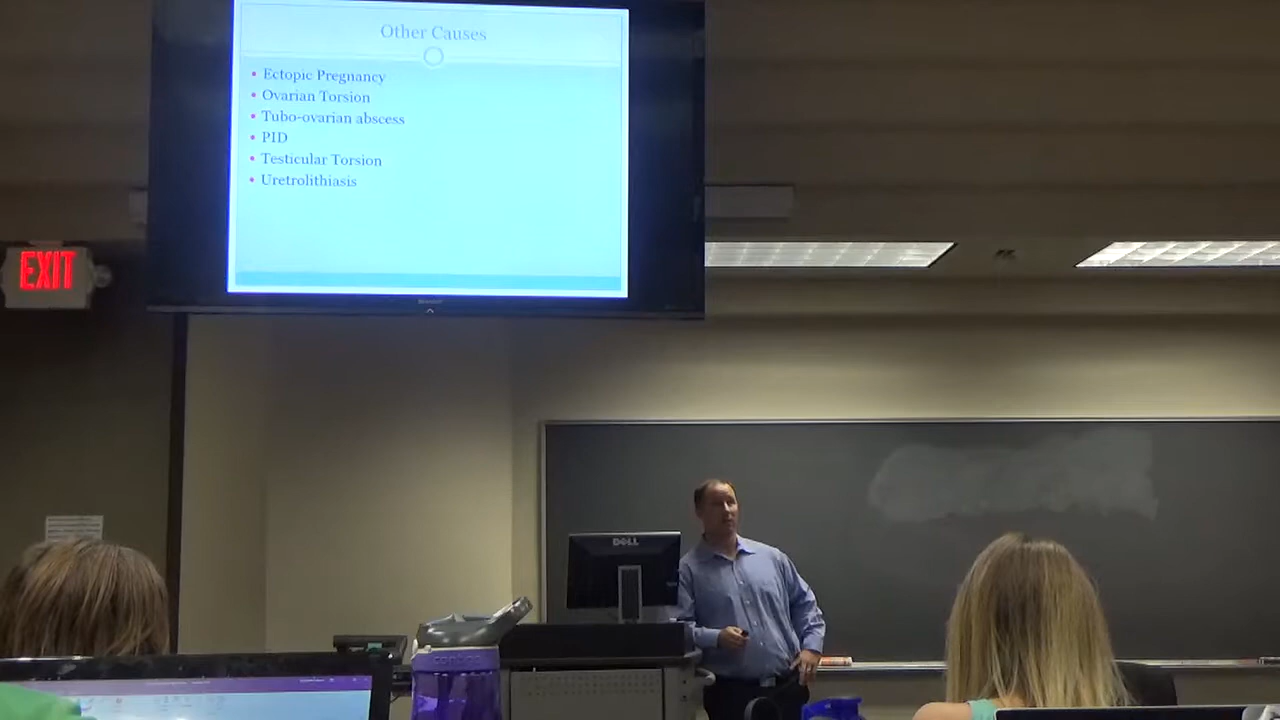 Other Causes
• Ectopic Pregnancy
• Ovarian Torsion
• Tubo-ovarian abscess
• PID
• Testicular Torsion
• Uretrolithiasis
EXIT
DELL